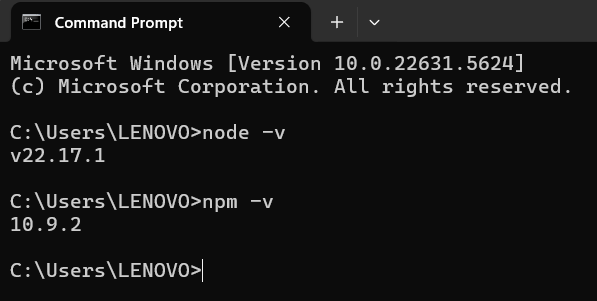 Command Prompt
Microsoft Windows [Version 10.0.22631.5624]
(c) Microsoft Corporation. All rights reserved.
C:\Users\LENOVO>node -v
v22.17.1
C:\Users\LENOVO>npm -v
10.9.2
C:\Users\LENOVO>